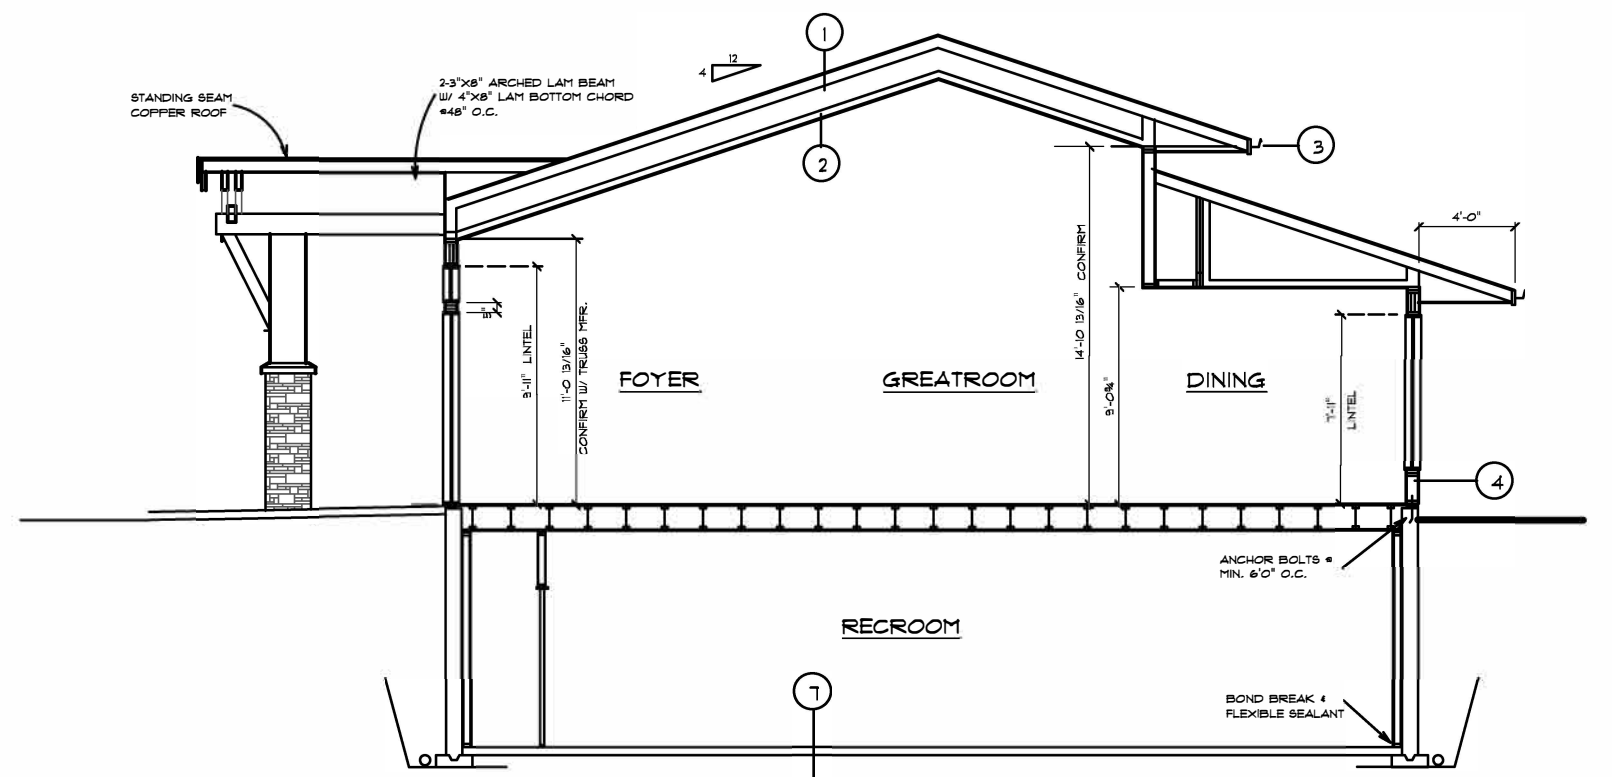 1
12
4
2-3"X8" ARCHED LAM BEAM
W/ 4"X8" LAM BOTTOM CHORD
@48" O.C.
STANDING SEAM
COPPER ROOF
3
2
4'-0"
14'-10 13/16" CONFIRM
9'-11" LINTEL
11'-0 13/16"
CONFIRM W/ TRUSS MFR.
9'-0¾"
7'-11"
LINTEL
FOYER
GREATROOM
DINING
4
ANCHOR BOLTS @
MIN. 6'0" O.C.
RECROOM
7
BOND BREAK &
FLEXIBLE SEALANT